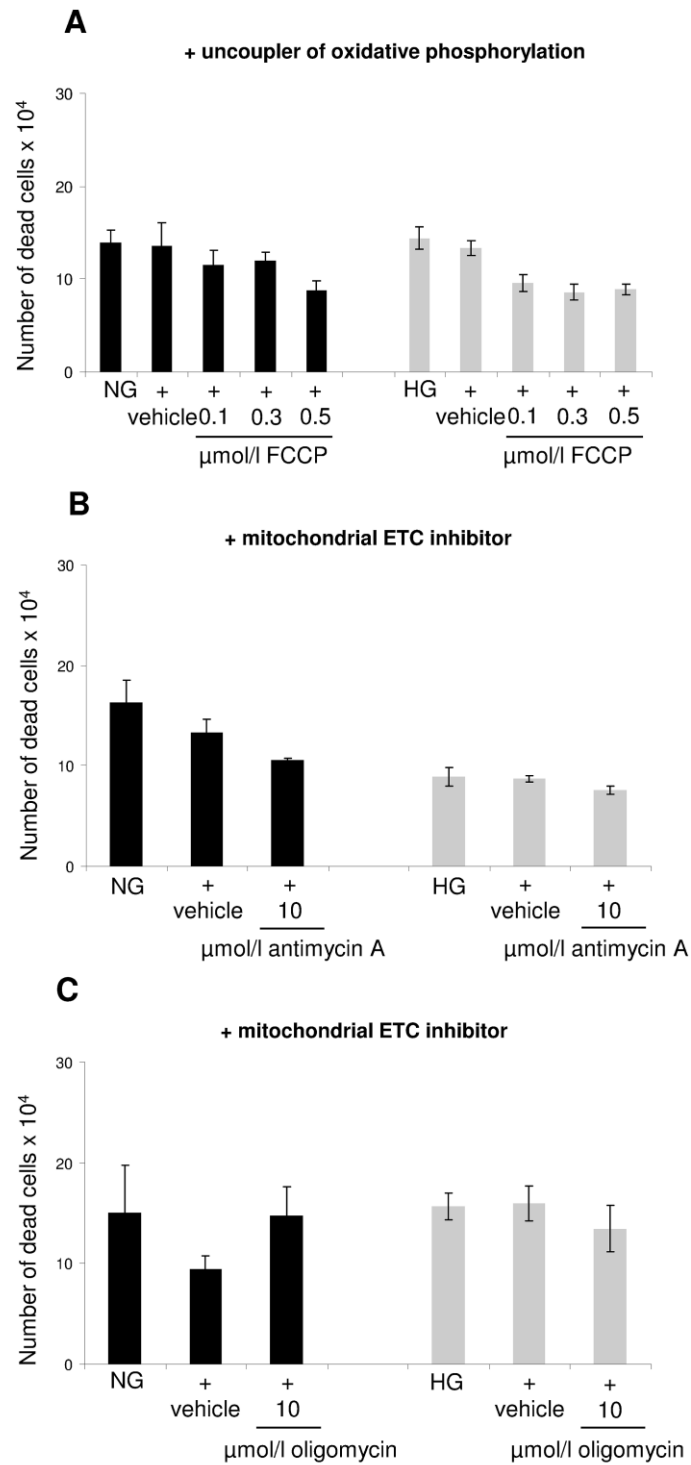 A
+ uncoupler of oxidative phosphorylation
Number of dead cells x 10⁴
30
20
10
0
NG + + + + HG + + + +
vehicle 0.1 0.3 0.5 vehicle 0.1 0.3 0.5
µmol/l FCCP µmol/l FCCP
B
+ mitochondrial ETC inhibitor
Number of dead cells x 10⁴
30
20
10
0
NG + + HG + +
vehicle 10 vehicle 10
µmol/l antimycin A µmol/l antimycin A
C
+ mitochondrial ETC inhibitor
Number of dead cells x 10⁴
30
20
10
0
NG + + HG + +
vehicle 10 vehicle 10
µmol/l oligomycin µmol/l oligomycin